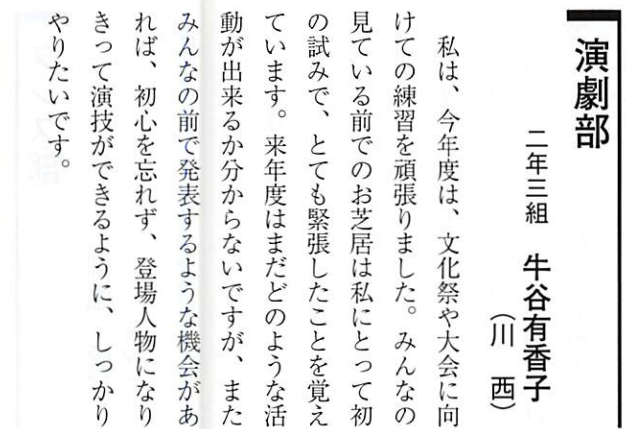 演劇部
二年三組　牛谷有香子
（川　西）
　私は、今年度は、文化祭や大会に向
けての練習を頑張りました。みんなの
見ている前でのお芝居は私にとって初
の試みで、とても緊張したことを覚え
ています。来年度はまだどのような活
動が出来るか分からないですが、また
みんなの前で発表するような機会があ
れば、初心を忘れず、登場人物になり
きって演技ができるように、しっかり
やりたいです。